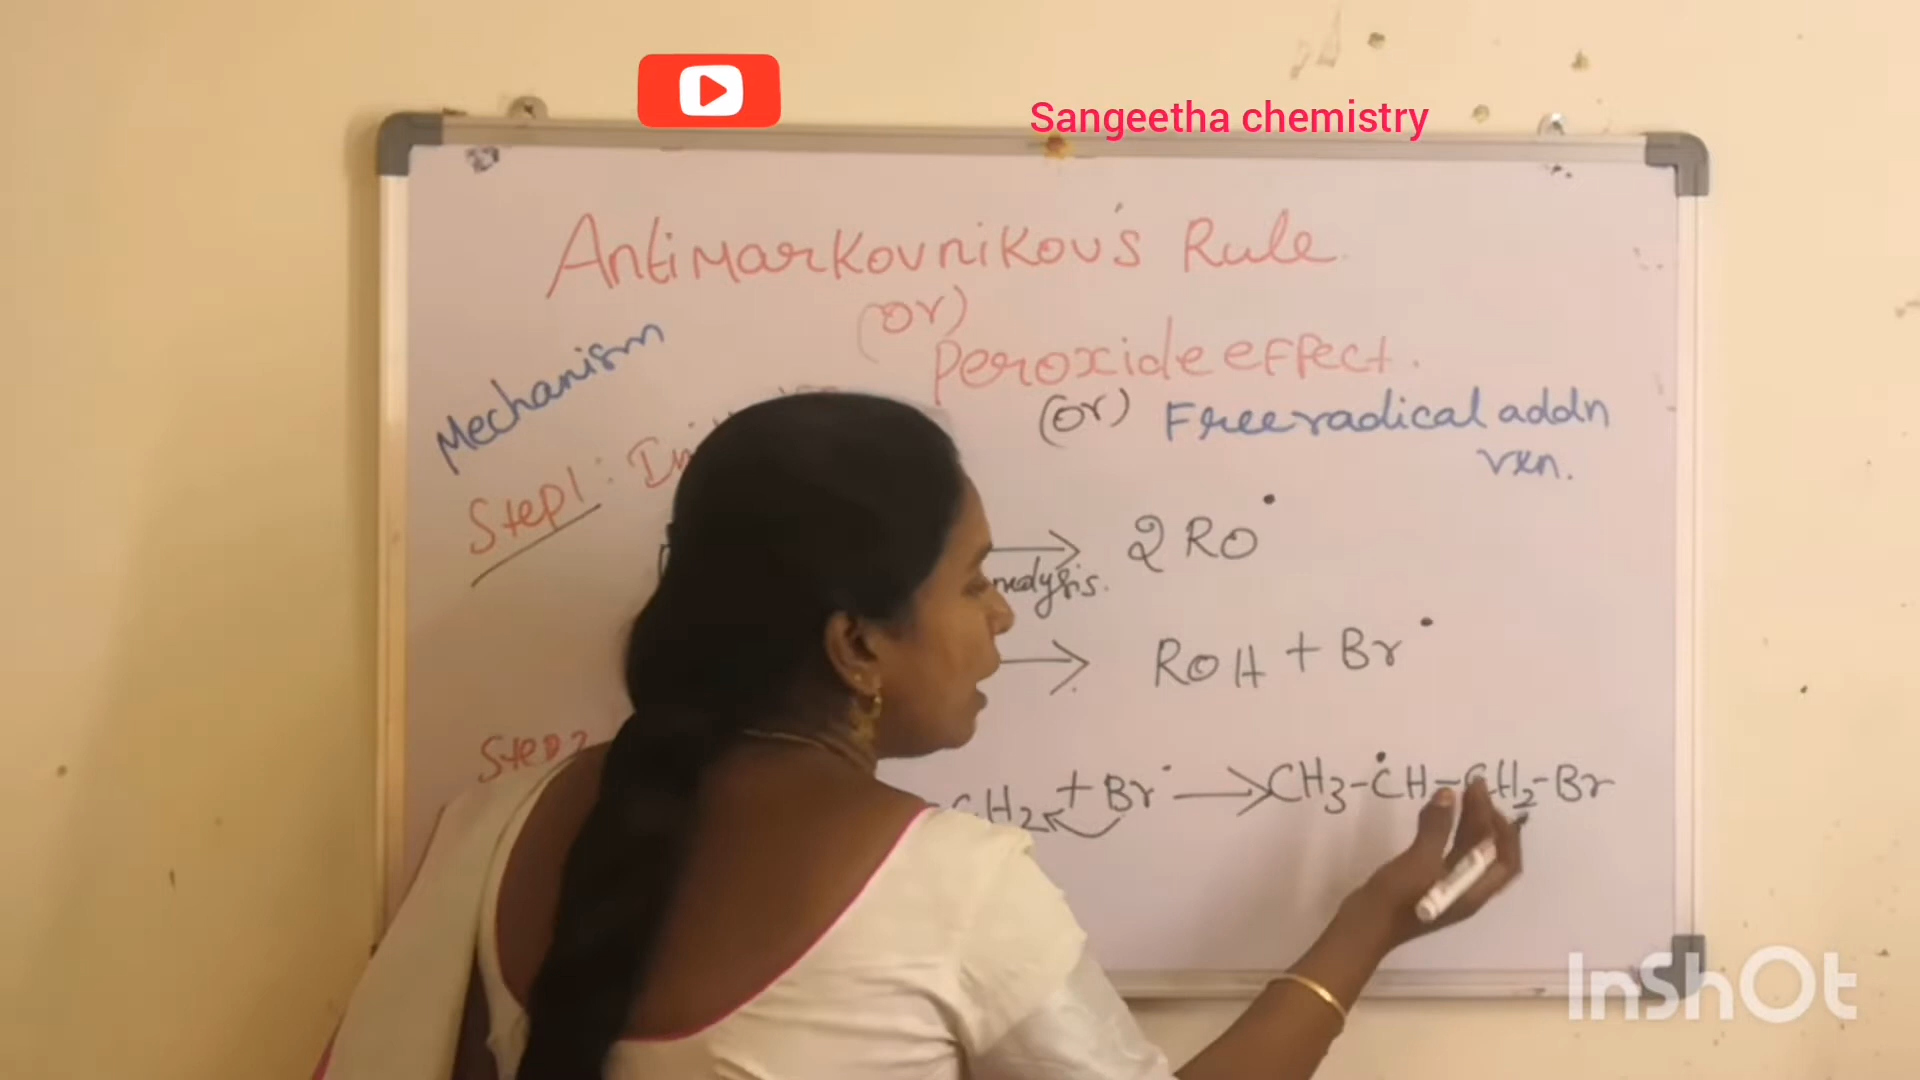 Sangeetha chemistry
Antimarkovnikov's Rule.
(or)
Mechanism
Peroxide effect.
(or) Free radical addn
rxn.
Step1:
→ 2 RO•
→ ROH + Br•
Step 2
CH2 + Br• → CH3-ĊH-CH2-Br
InShOt